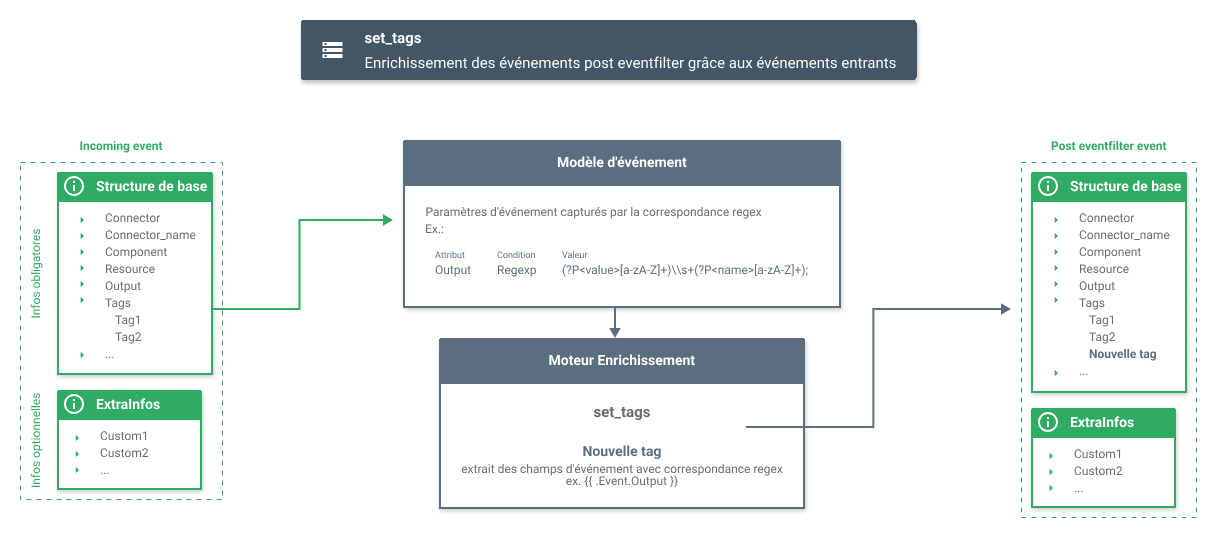 set_tags
Enrichissement des événements post eventfilter grâce aux événements entrants
Incoming event
Infos obligatores
Structure de base
Connector
Connector_name
Component
Resource
Output
Tags
Tag1
Tag2
...
Infos optionnelles
ExtraInfos
Custom1
Custom2
...
Modèle d'événement
Paramètres d'événement capturés par la correspondance regex
Ex.:
Attribut Condition Valeur
Output Regexp (?P<value>[a-zA-Z]+)\\s+(?P<name>[a-zA-Z]+);
Moteur Enrichissement
set_tags
Nouvelle tag
extrait des champs d'événement avec correspondance regex
ex. {{ .Event.Output }}
Post eventfilter event
Structure de base
Connector
Connector_name
Component
Resource
Output
Tags
Tag1
Tag2
Nouvelle tag
...
ExtraInfos
Custom1
Custom2
...